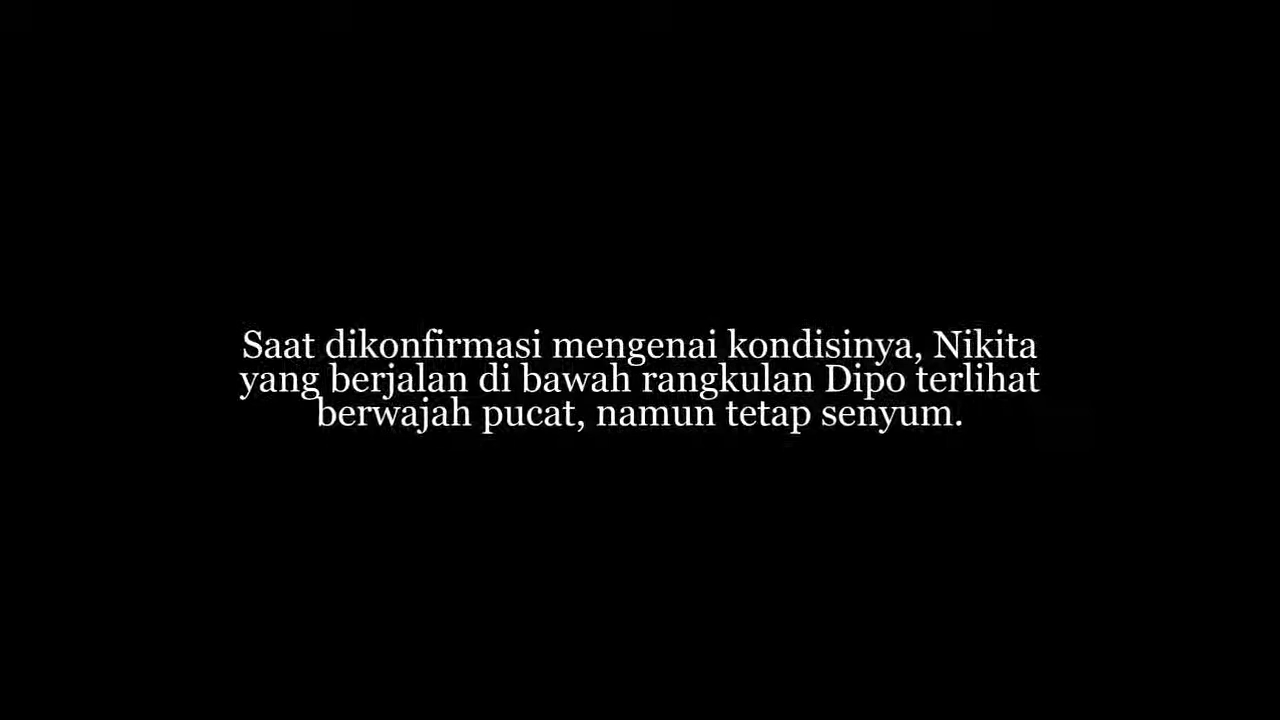 Saat dikonfirmasi mengenai kondisinya, Nikita
yang berjalan di bawah rangkulan Dipo terlihat
berwajah pucat, namun tetap senyum.